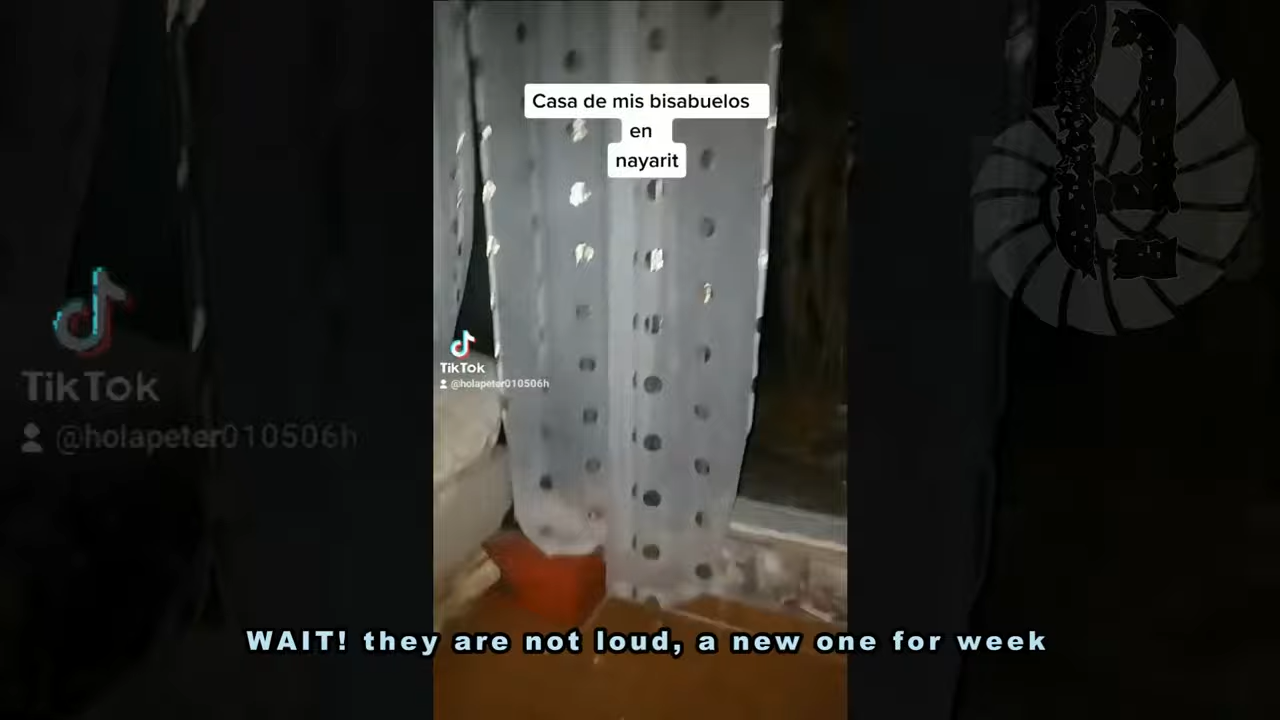 Casa de mis bisabuelos
en
nayarit
TikTok
@holapeter010506h
TikTok
@holapeter010506h
WAIT! they are not loud, a new one for week